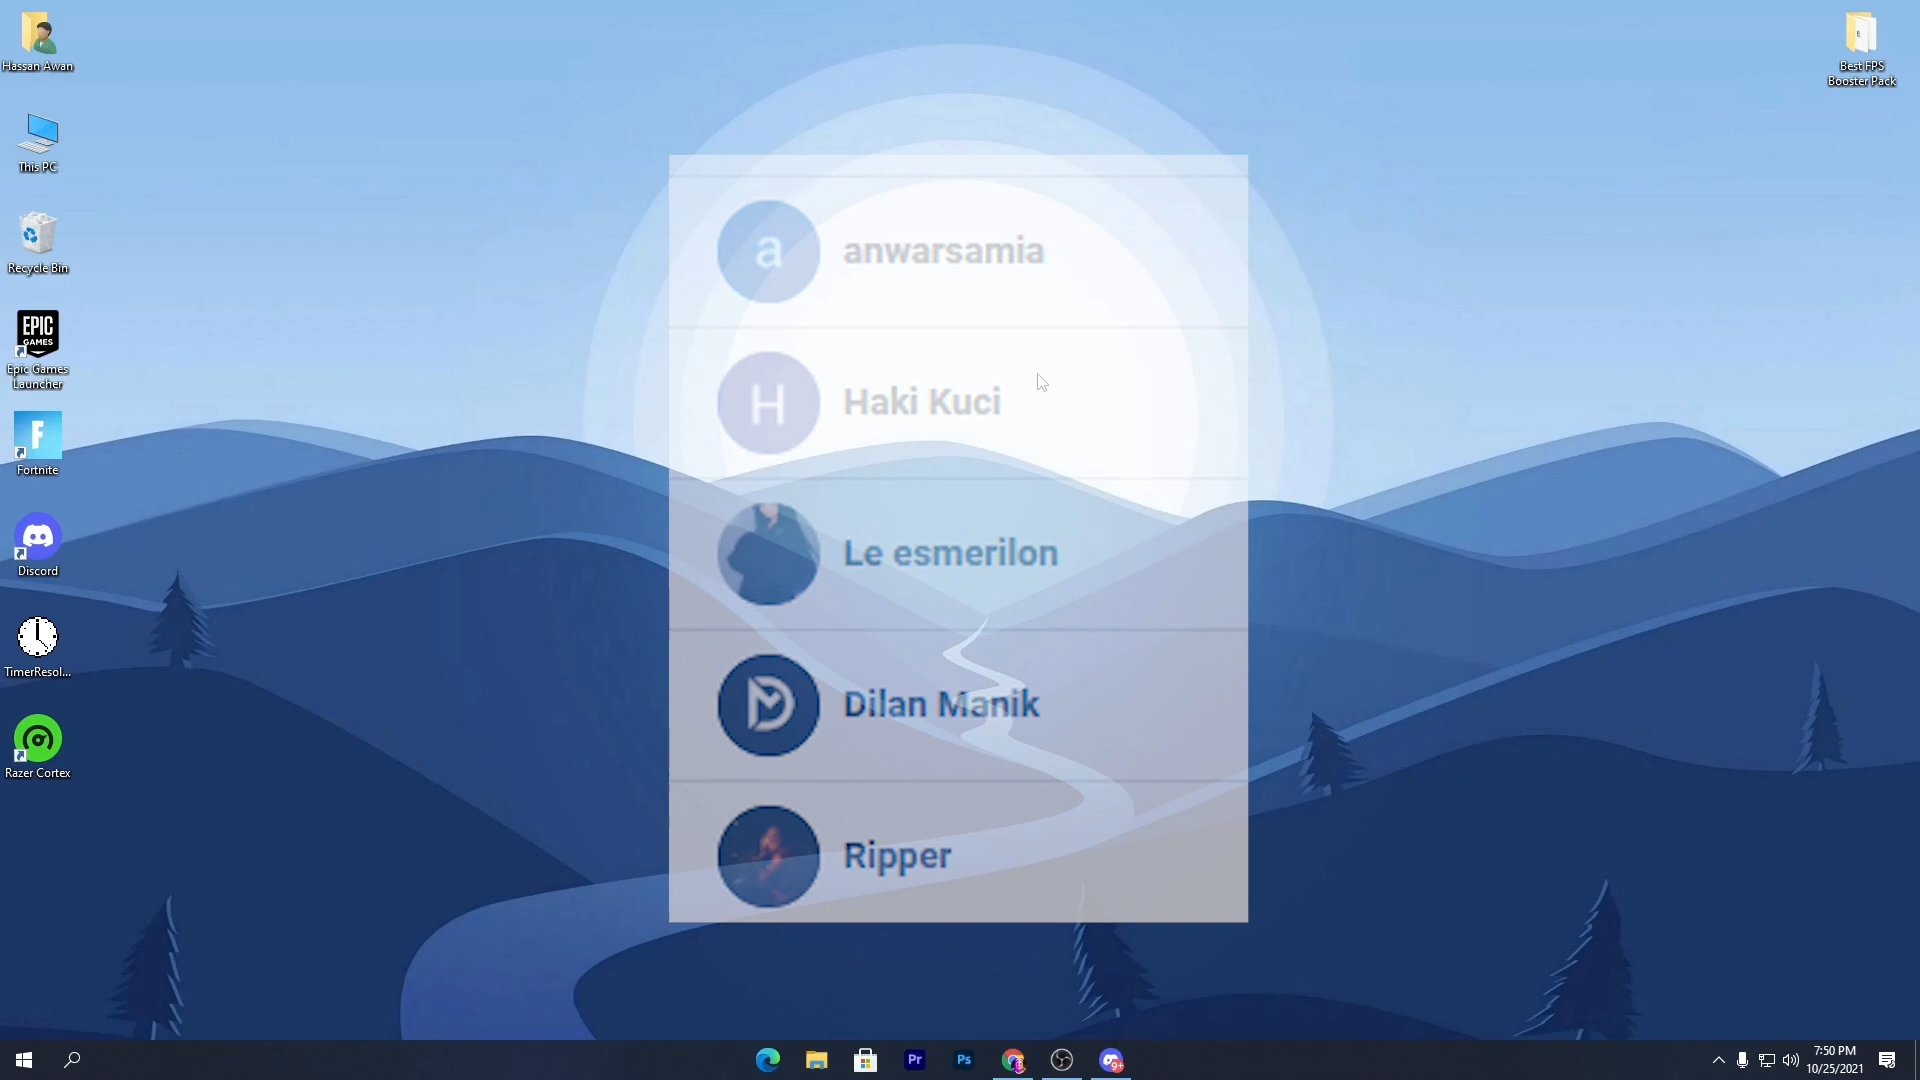 Hassan Awan
This PC
Recycle Bin
EPIC
GAMES
Epic Games
Launcher
F
Fortnite
Discord
TimerResol...
Razer Cortex
Best FPS
Booster Pack
a
anwarsamia
H
Haki Kuci
Le esmerilon
Dilan Manik
Ripper
Pr
Ps
9+
7:50 PM
10/25/2021